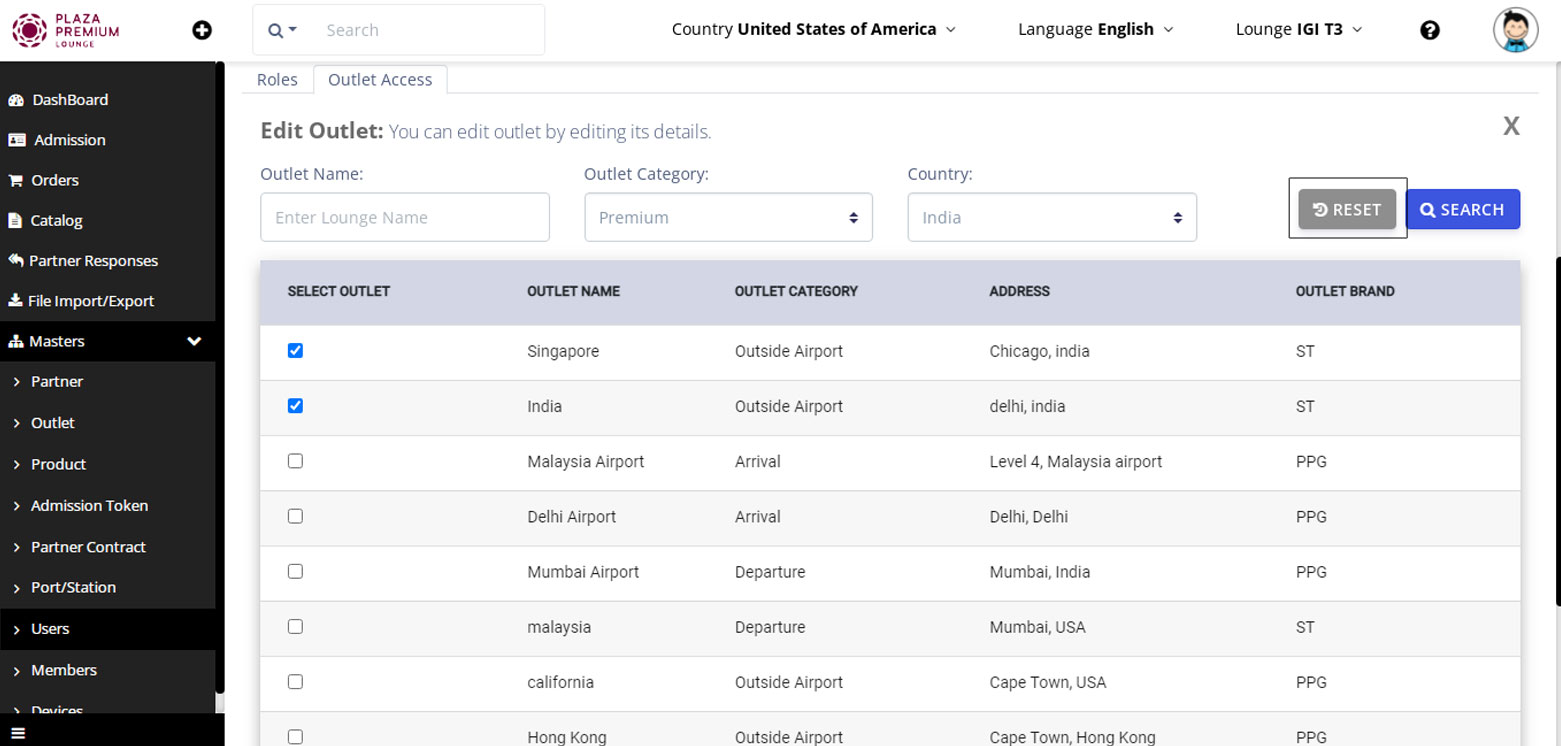 PLAZA
PREMIUM
LOUNGE
Search
Country United States of America
Language English
Lounge IGI T3
DashBoard
Admission
Orders
Catalog
Partner Responses
File Import/Export
Masters
Partner
Outlet
Product
Admission Token
Partner Contract
Port/Station
Users
Members
Devices
Roles
Outlet Access
Edit Outlet: You can edit outlet by editing its details.
X
Outlet Name:
Outlet Category:
Country:
Enter Lounge Name
Premium
India
RESET
SEARCH
SELECT OUTLET OUTLET NAME OUTLET CATEGORY ADDRESS OUTLET BRAND
Singapore Outside Airport Chicago, india ST
India Outside Airport delhi, india ST
Malaysia Airport Arrival Level 4, Malaysia airport PPG
Delhi Airport Arrival Delhi, Delhi PPG
Mumbai Airport Departure Mumbai, India PPG
malaysia Departure Mumbai, USA ST
california Outside Airport Cape Town, USA PPG
Hong Kong Outside Airport Cape Town, Hong Kong PPG